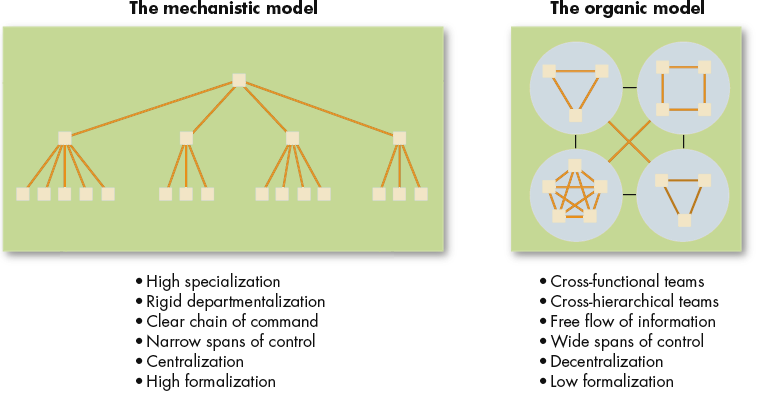 The mechanistic model
The organic model
• High specialization
• Rigid departmentalization
• Clear chain of command
• Narrow spans of control
• Centralization
• High formalization
• Cross-functional teams
• Cross-hierarchical teams
• Free flow of information
• Wide spans of control
• Decentralization
• Low formalization